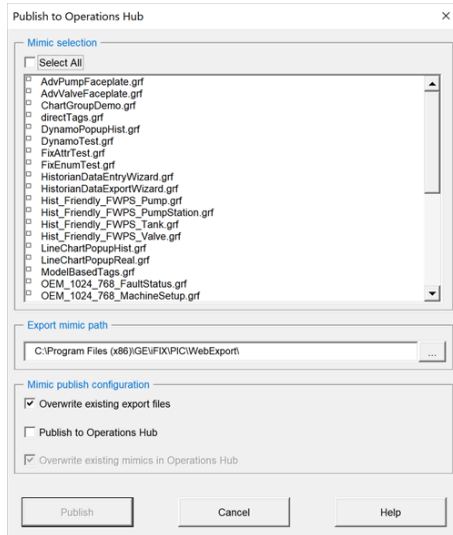 Publish to Operations Hub
Mimic selection
Select All
AdvPumpFaceplate.grf
AdvValveFaceplate.grf
ChartGroupDemo.grf
directTags.grf
DynamoPopupHist.grf
DynamoTest.grf
FixAttrTest.grf
FixEnumTest.grf
HistorianDataEntryWizard.grf
HistorianDataExportWizard.grf
Hist_Friendly_FWPS_Pump.grf
Hist_Friendly_FWPS_PumpStation.grf
Hist_Friendly_FWPS_Tank.grf
Hist_Friendly_FWPS_Valve.grf
LineChartPopupHist.grf
LineChartPopupReal.grf
ModelBasedTags.grf
OEM_1024_768_FaultStatus.grf
OEM_1024_768_MachineSetup.grf
Export mimic path
C:\Program Files (x86)\GE\iFIX\PIC\WebExport\
...
Mimic publish configuration
Overwrite existing export files
Publish to Operations Hub
Overwrite existing mimics in Operations Hub
Publish Cancel Help